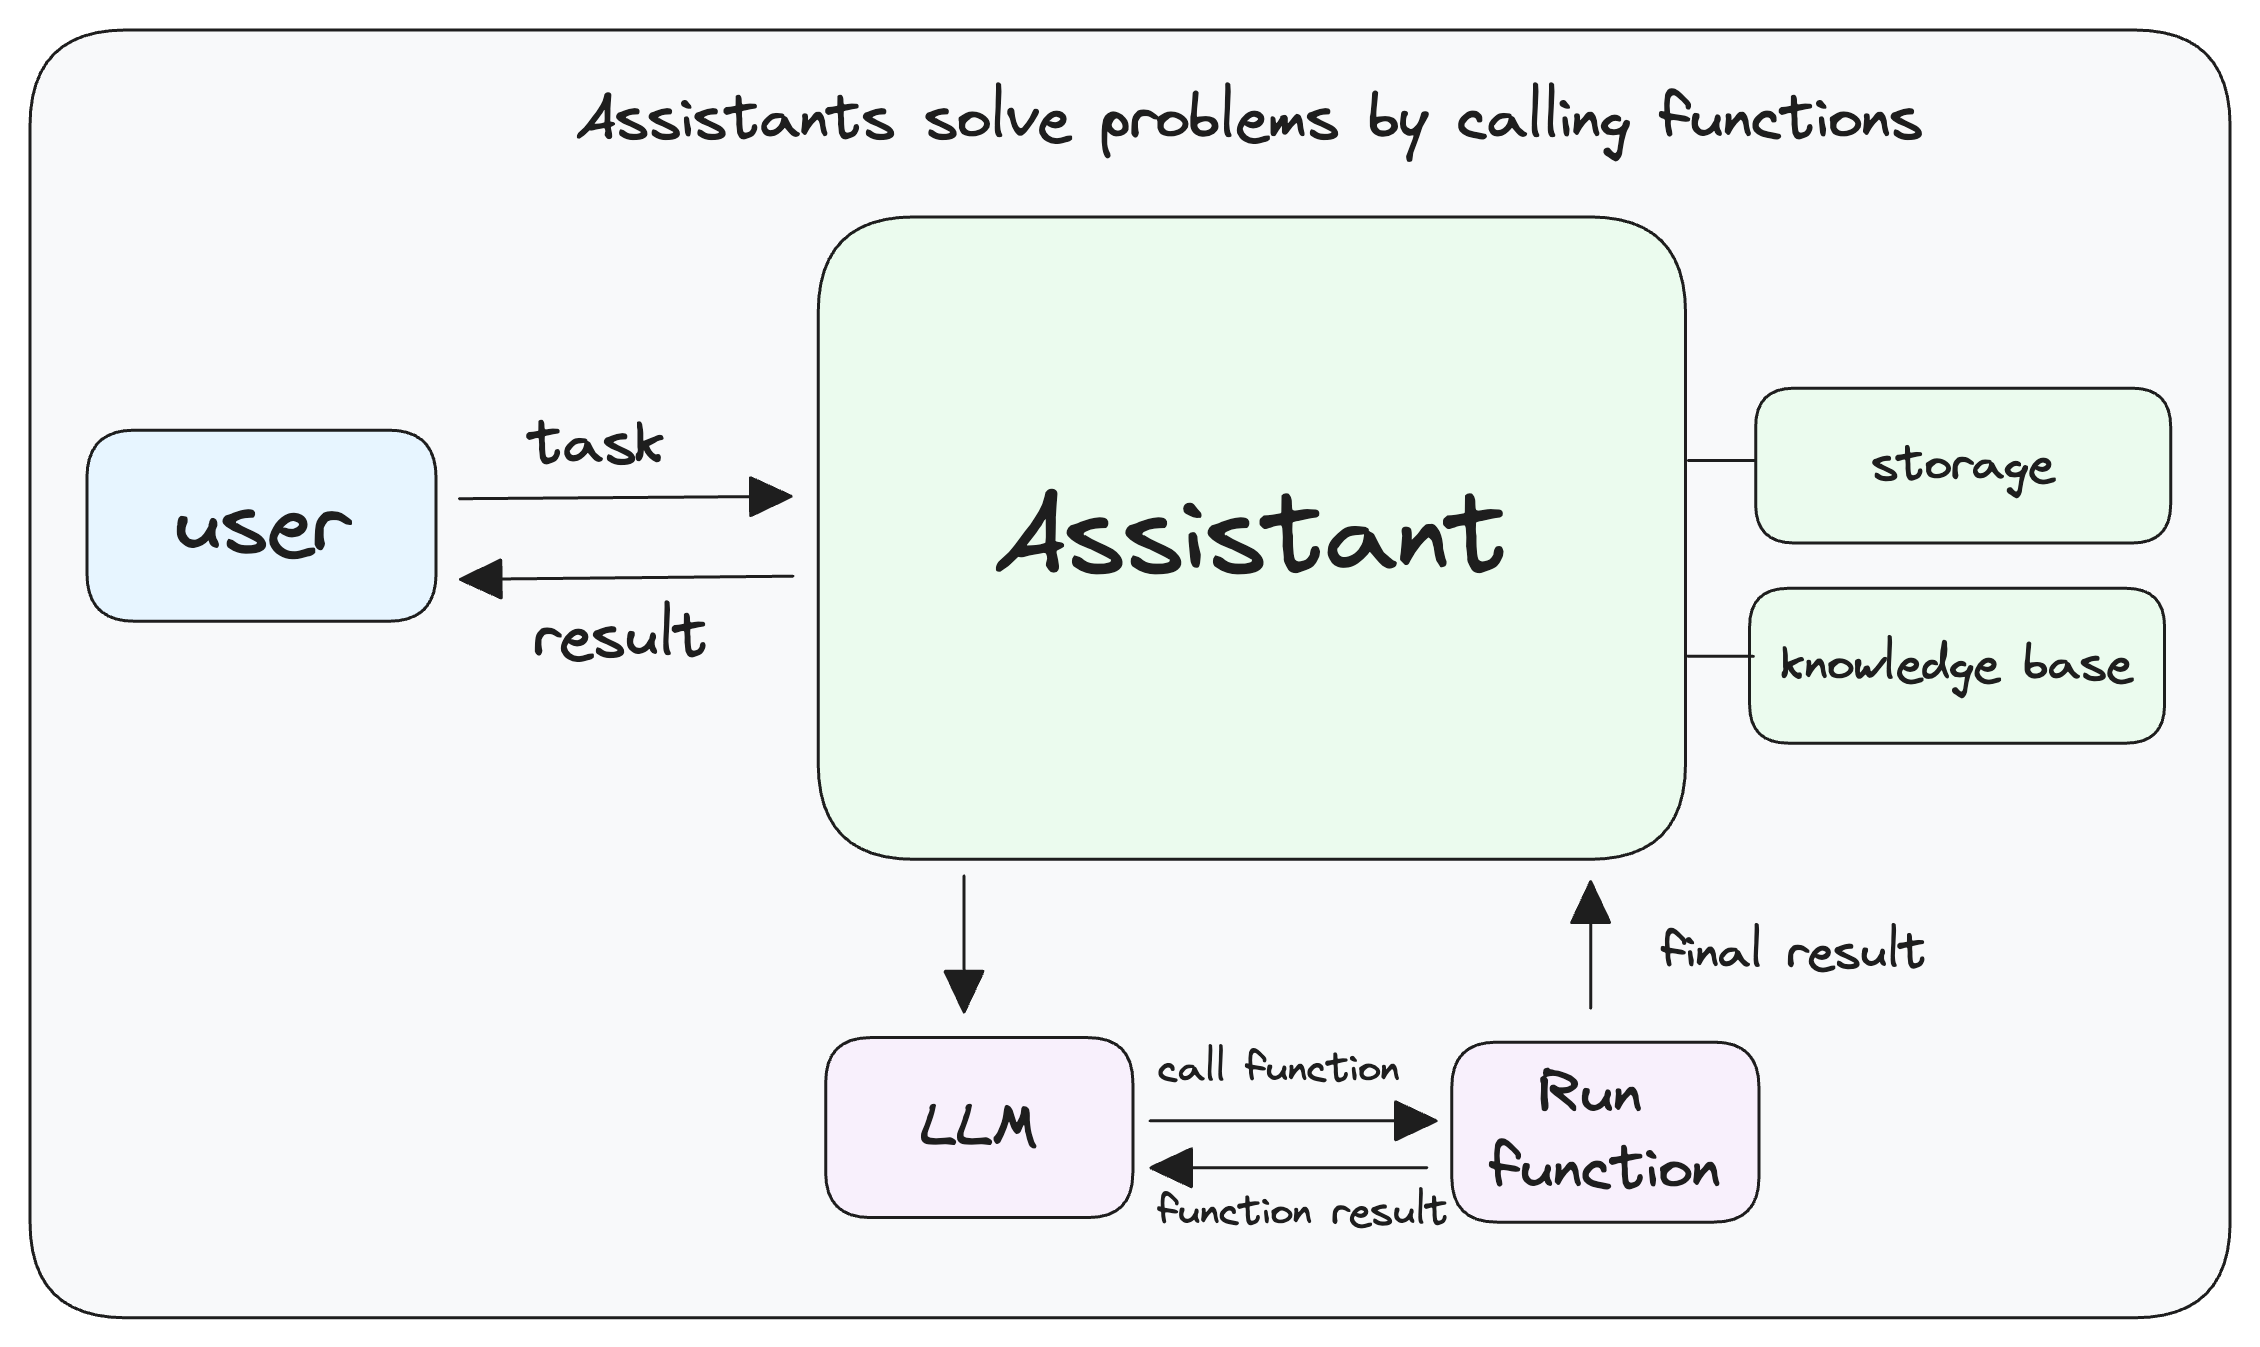 Assistants solve problems by calling functions
task
user
result
Assistant
storage
knowledge base
final result
LLM
call function
function result
Run
function